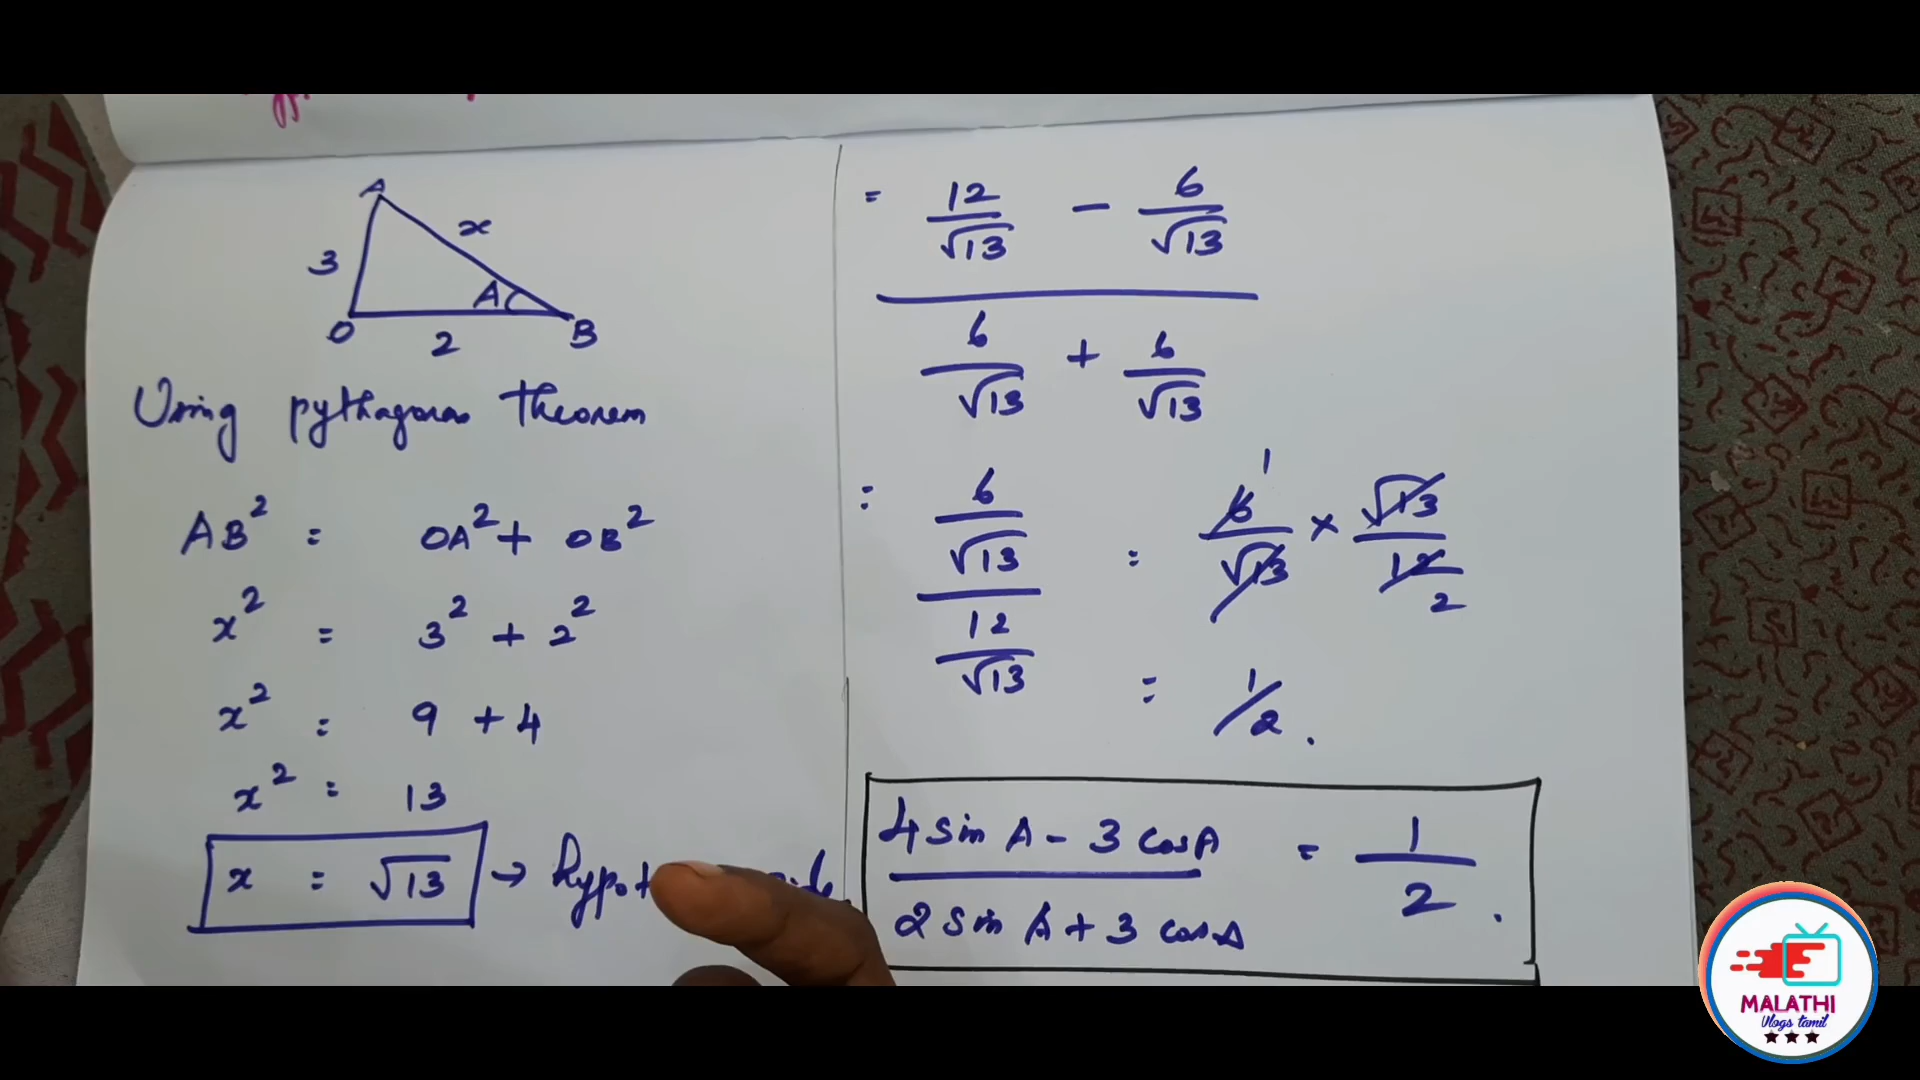 A
3 x
A
O 2 B
Using pythagoras theorem
AB² = OA² + OB²
x² = 3² + 2²
x² = 9 + 4
x² = 13
x = √13 →
= 12/√13 - 6/√13
6/√13 + 6/√13
= 6/√13 = 6/√13 × √13/12
1
2
12/√13
= 1/2.
4 sin A - 3 cos A = 1/2.
2 sin A + 3 cos A
MALATHI
Vlogs tamil